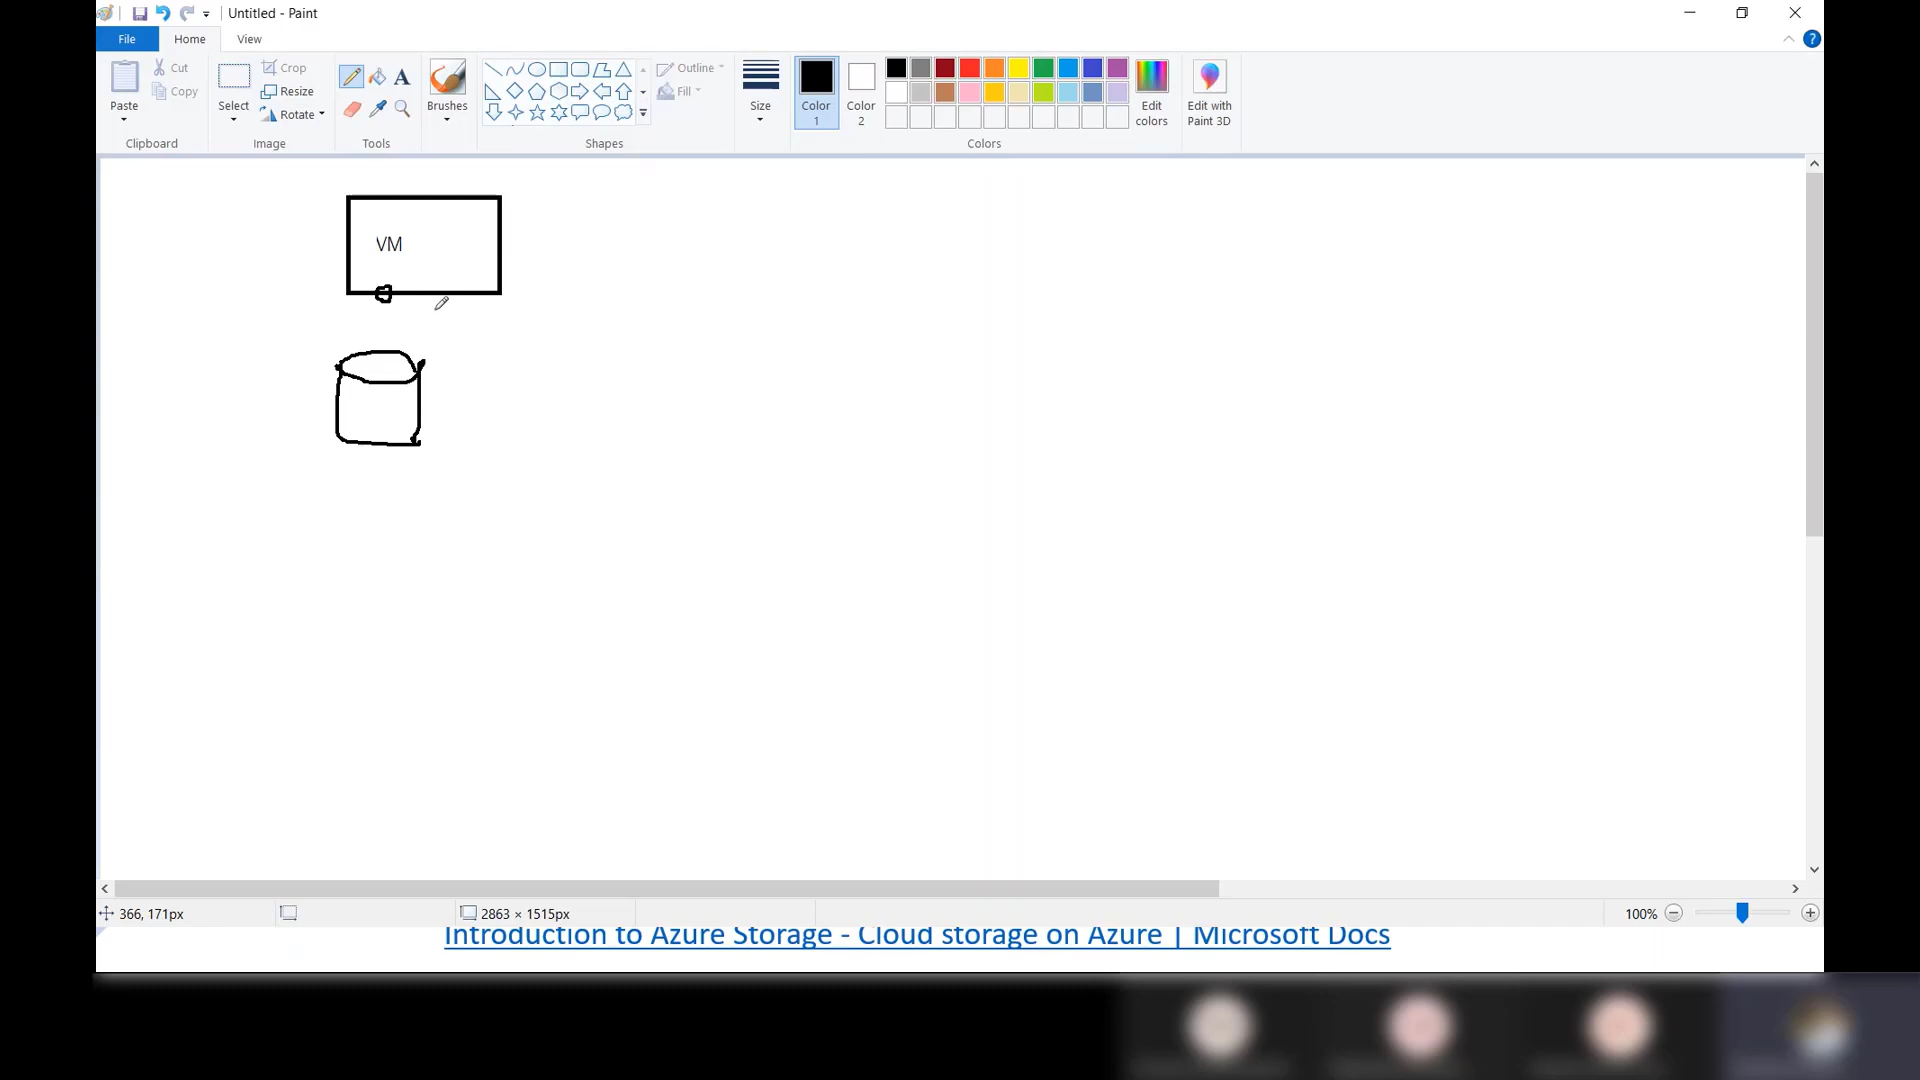 Untitled - Paint
File
Home
View
Paste
Cut
Copy
Clipboard
Select
Crop
Resize
Rotate
Image
Tools
Brushes
Shapes
Outline
Fill
Size
Color
1
Color
2
Colors
Edit
colors
Edit with
Paint 3D
VM
366, 171px
2863 × 1515px
100%
Introduction to Azure Storage - Cloud storage on Azure | Microsoft Docs